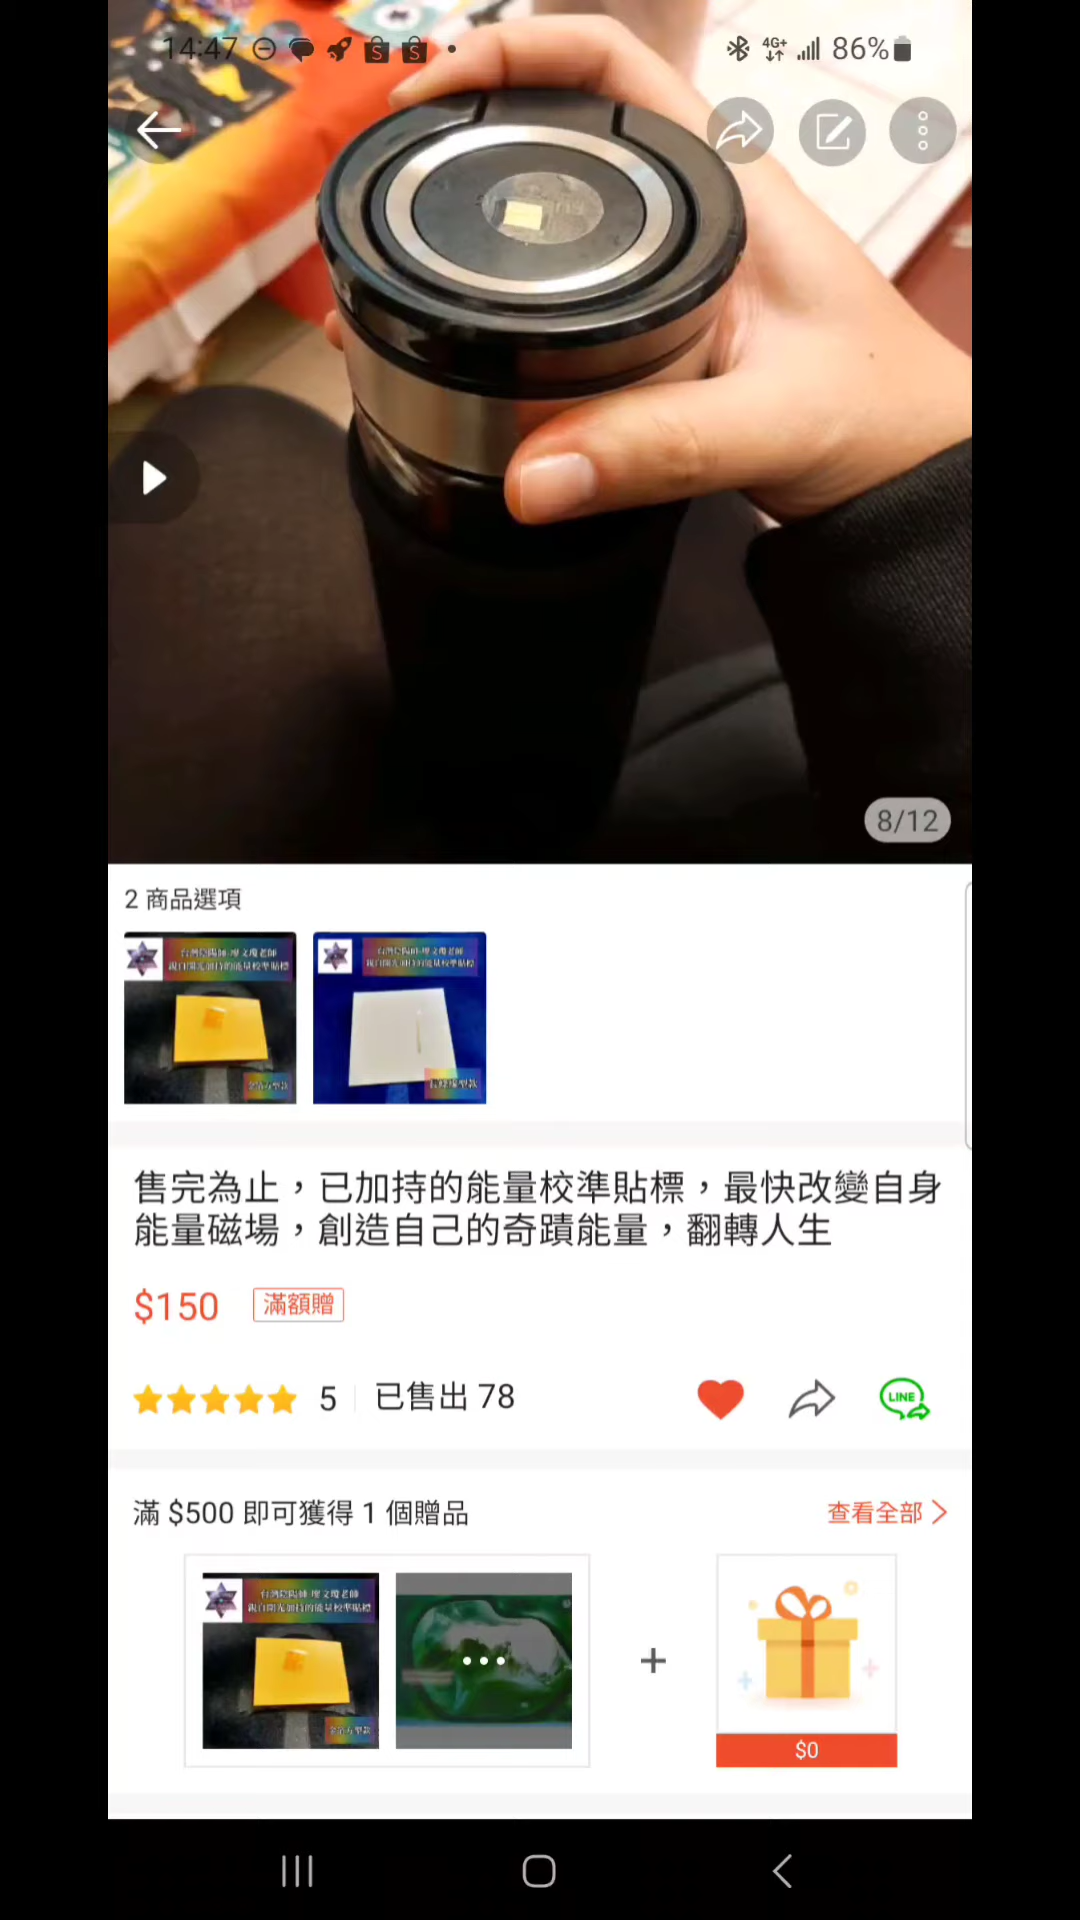 14:47
4G+
86%
8/12
2 商品選項
售完為止，已加持的能量校準貼標，最快改變自身
能量磁場，創造自己的奇蹟能量，翻轉人生
$150 滿額贈
5 已售出 78
LINE
滿 $500 即可獲得 1 個贈品 查看全部
$0